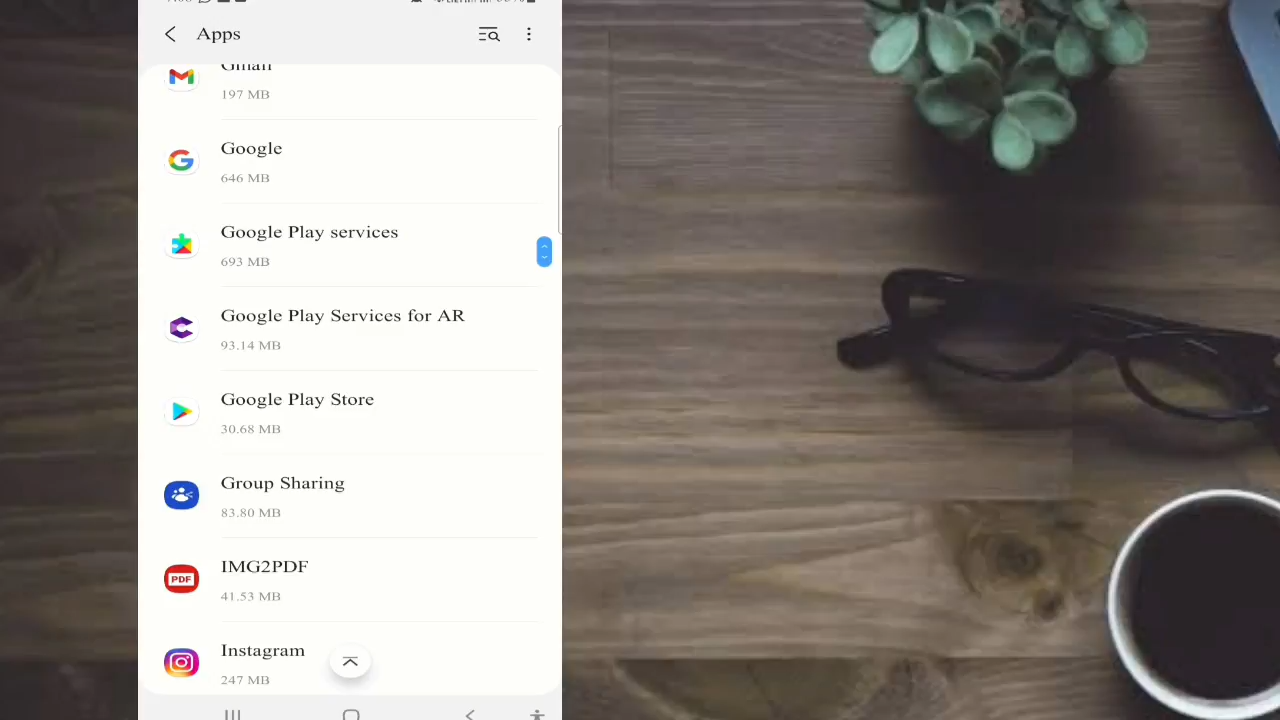 Apps
Gmail
197 MB
Google
646 MB
Google Play services
693 MB
Google Play Services for AR
93.14 MB
Google Play Store
30.68 MB
Group Sharing
83.80 MB
PDF
IMG2PDF
41.53 MB
Instagram
247 MB